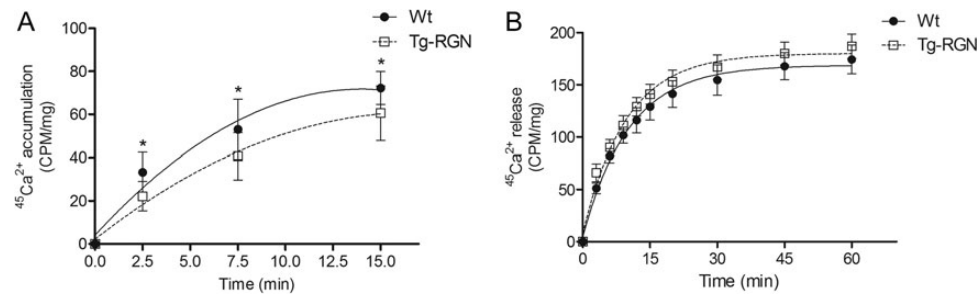 A
Wt
Tg-RGN
45Ca2+ accumulation
(CPM/mg)
100
80
60
40
20
0
* * *
0.0 2.5 5.0 7.5 10.0 12.5 15.0
Time (min)
B
Wt
Tg-RGN
45Ca2+ release
(CPM/mg)
200
150
100
50
0
0 15 30 45 60
Time (min)